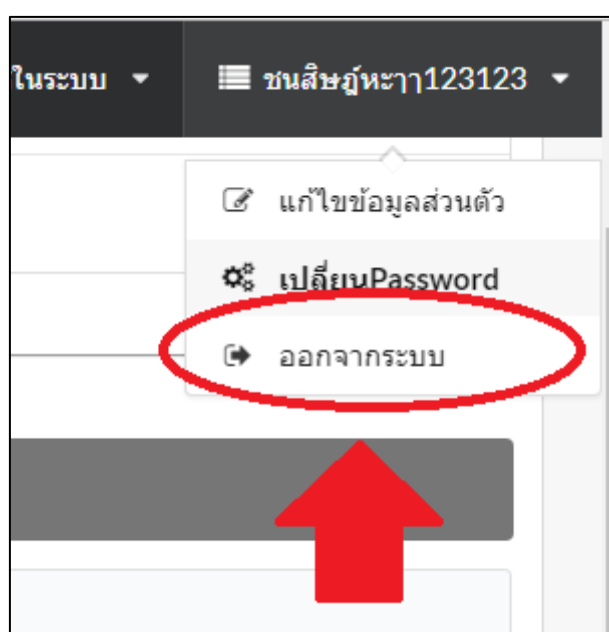 ในระบบ
ชนสิษฎ์หะาๅ123123
แก้ไขข้อมูลส่วนตัว
เปลี่ยนPassword
ออกจากระบบ